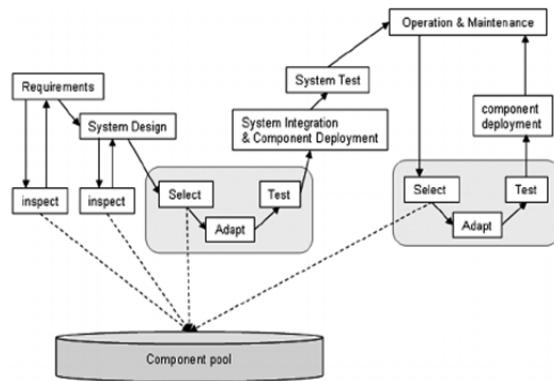 Operation & Maintenance
System Test
Requirements
System Design
System Integration
& Component Deployment
component
deployment
inspect
inspect
Select
Test
Adapt
Select
Test
Adapt
Component pool